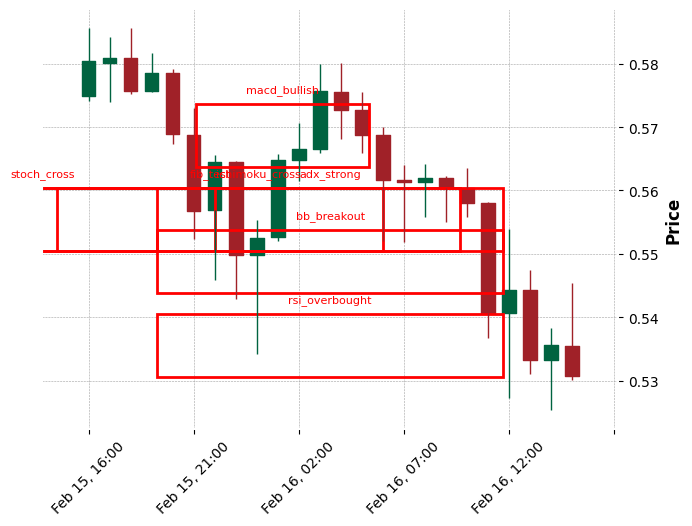 0.58
macd_bullish
0.57
stoch_cross
adx_strong
0.56
bb_breakout
0.55
rsi_overbought
0.54
0.53
Price
Feb 15, 16:00
Feb 15, 21:00
Feb 16, 02:00
Feb 16, 07:00
Feb 16, 12:00